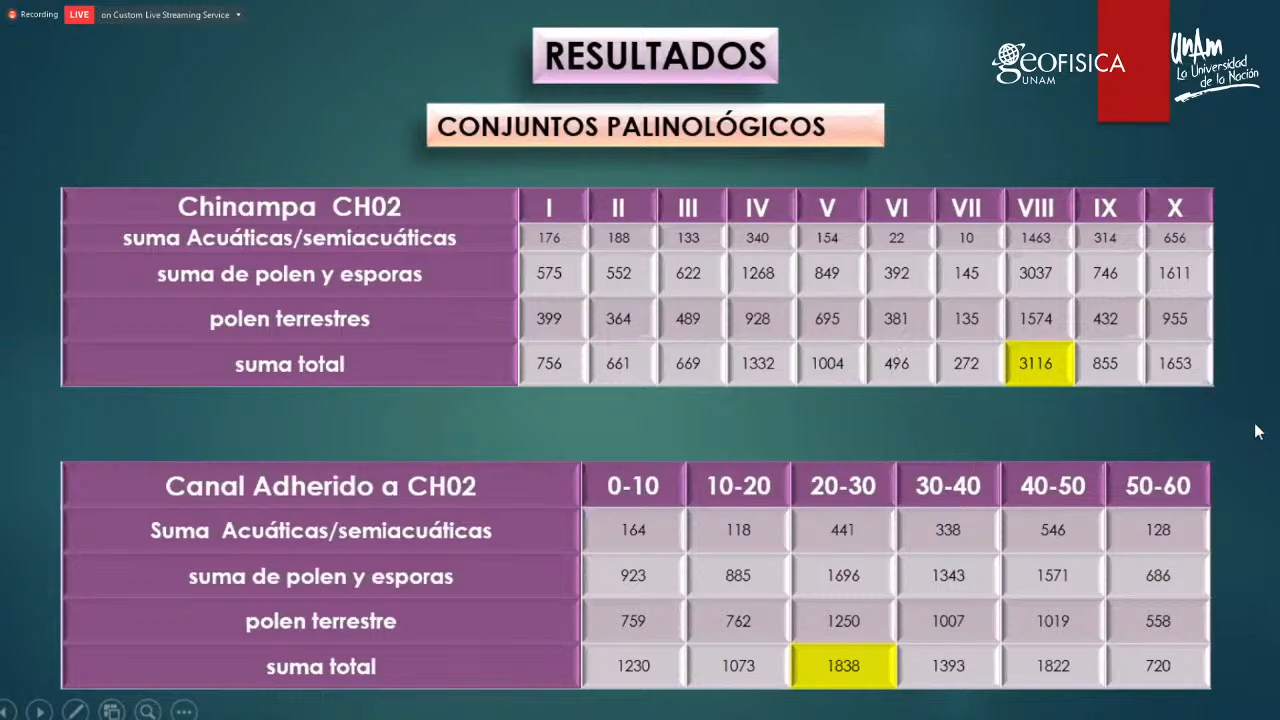 Recording LIVE on Custom Live Streaming Service
RESULTADOS
GEOFISICA
UNAM
UNAM
La Universidad
de la Nación
CONJUNTOS PALINOLÓGICOS
Chinampa CH02 I II III IV V VI VII VIII IX X
suma Acuáticas/semiacuáticas 176 188 133 340 154 22 10 1463 314 656
suma de polen y esporas 575 552 622 1268 849 392 145 3037 746 1611
polen terrestres 399 364 489 928 695 381 135 1574 432 955
suma total 756 661 669 1332 1004 496 272 3116 855 1653
Canal Adherido a CH02 0-10 10-20 20-30 30-40 40-50 50-60
Suma Acuáticas/semiacuáticas 164 118 441 338 546 128
suma de polen y esporas 923 885 1696 1343 1571 686
polen terrestre 759 762 1250 1007 1019 558
suma total 1230 1073 1838 1393 1822 720